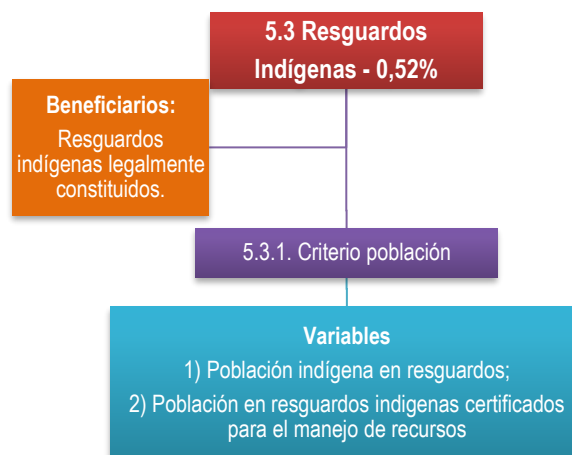 5.3 Resguardos
Indígenas - 0,52%
Beneficiarios:
Resguardos
indígenas legalmente
constituidos.
5.3.1. Criterio población
Variables
1) Población indígena en resguardos;
2) Población en resguardos indigenas certificados
para el manejo de recursos